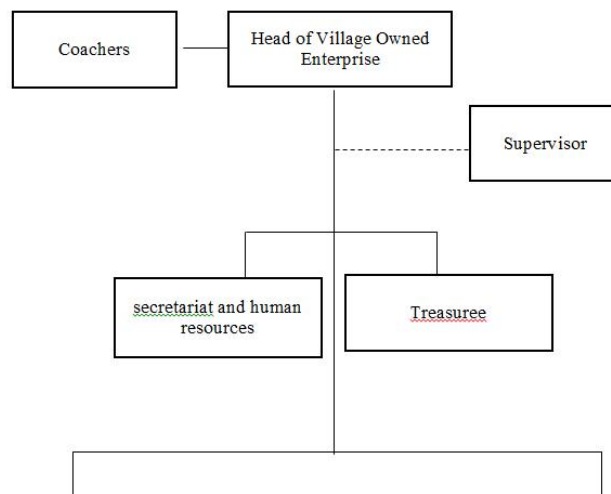 Coachers
Head of Village Owned
Enterprise
Supervisor
secretariat and human
resources
Treasuree